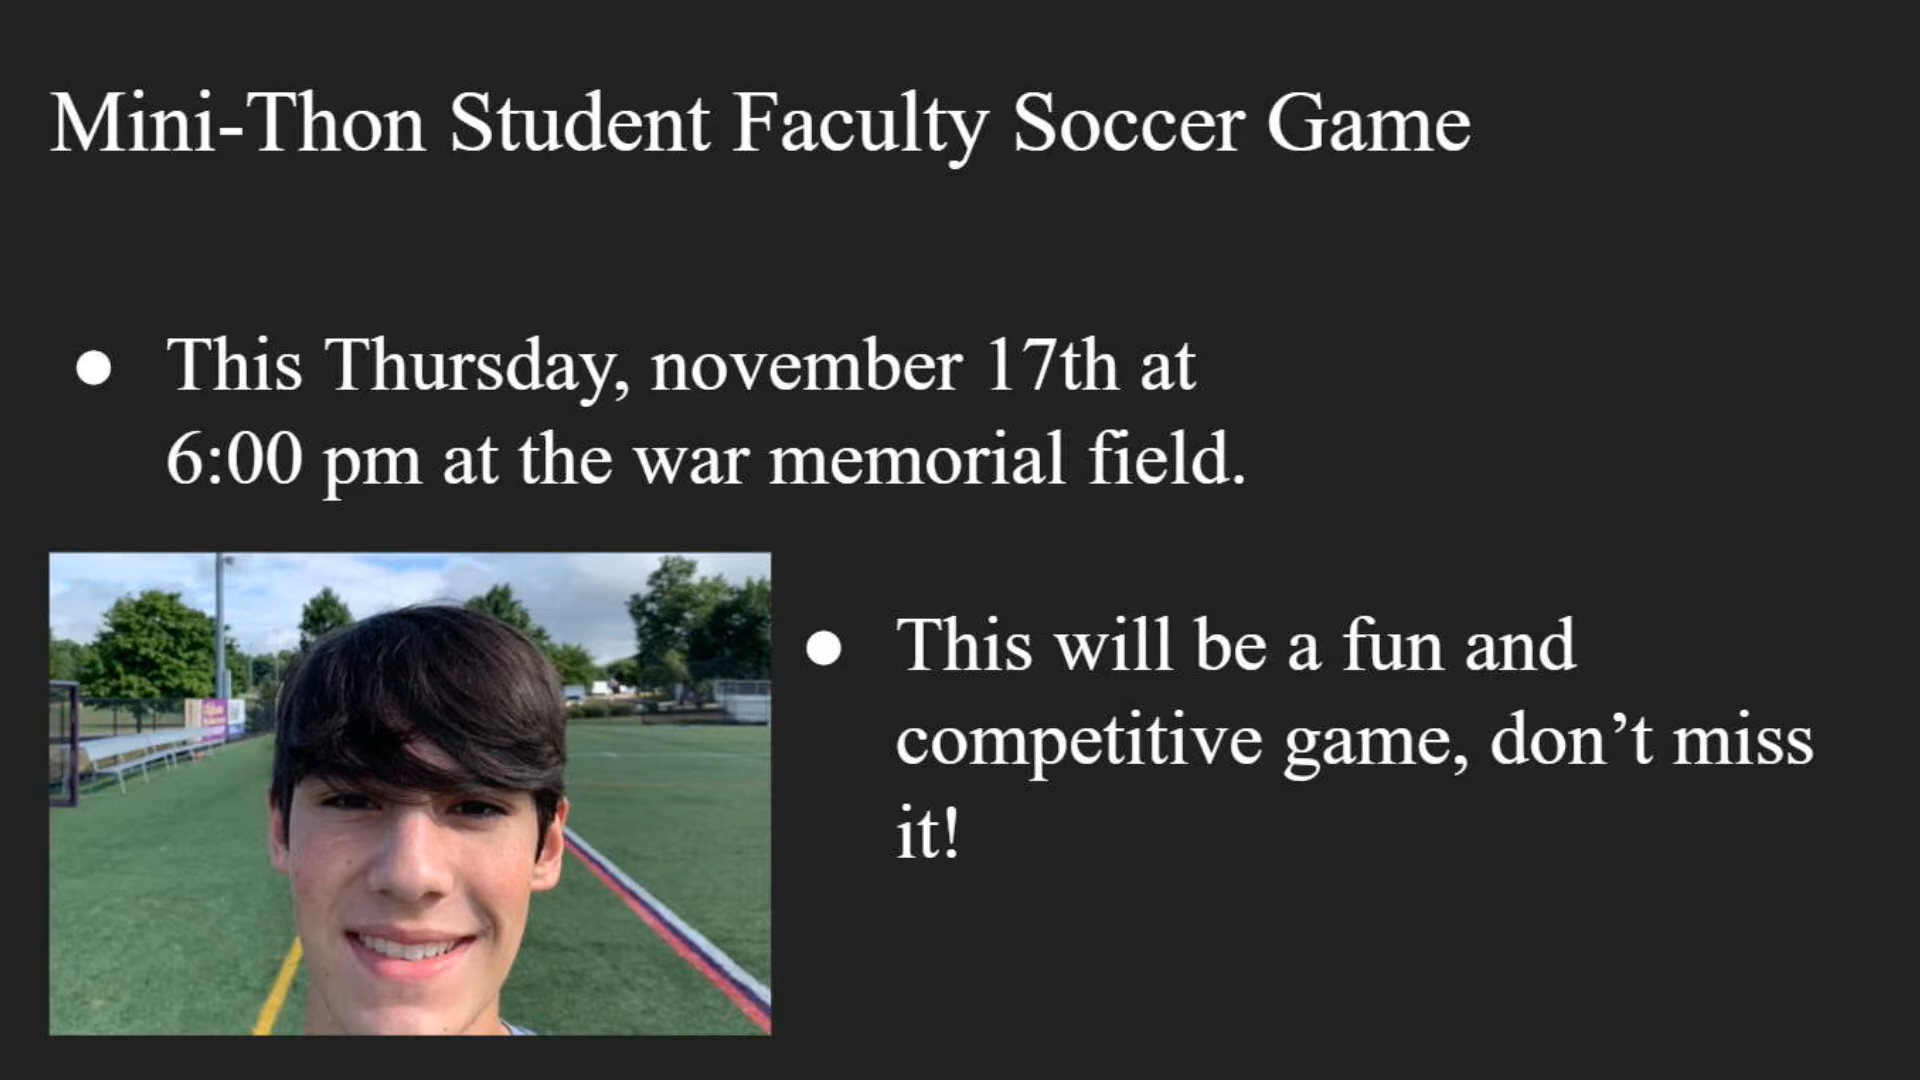 Mini-Thon Student Faculty Soccer Game
● This Thursday, november 17th at
6:00 pm at the war memorial field.
● This will be a fun and
competitive game, don’t miss
it!